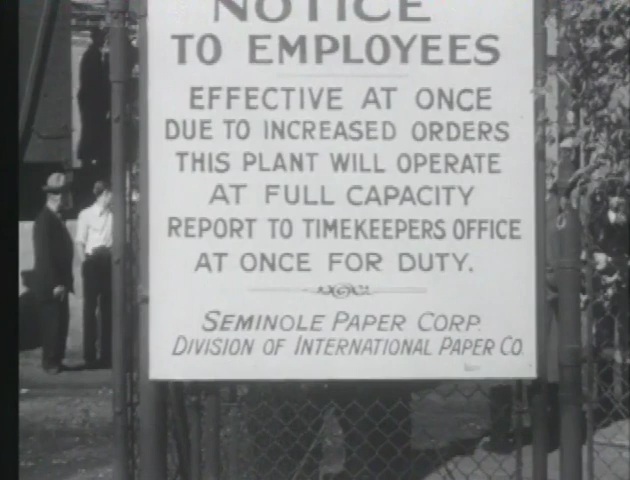 NOTICE
TO EMPLOYEES
EFFECTIVE AT ONCE
DUE TO INCREASED ORDERS
THIS PLANT WILL OPERATE
AT FULL CAPACITY
REPORT TO TIMEKEEPERS OFFICE
AT ONCE FOR DUTY.
SEMINOLE PAPER CORP.
DIVISION OF INTERNATIONAL PAPER CO.